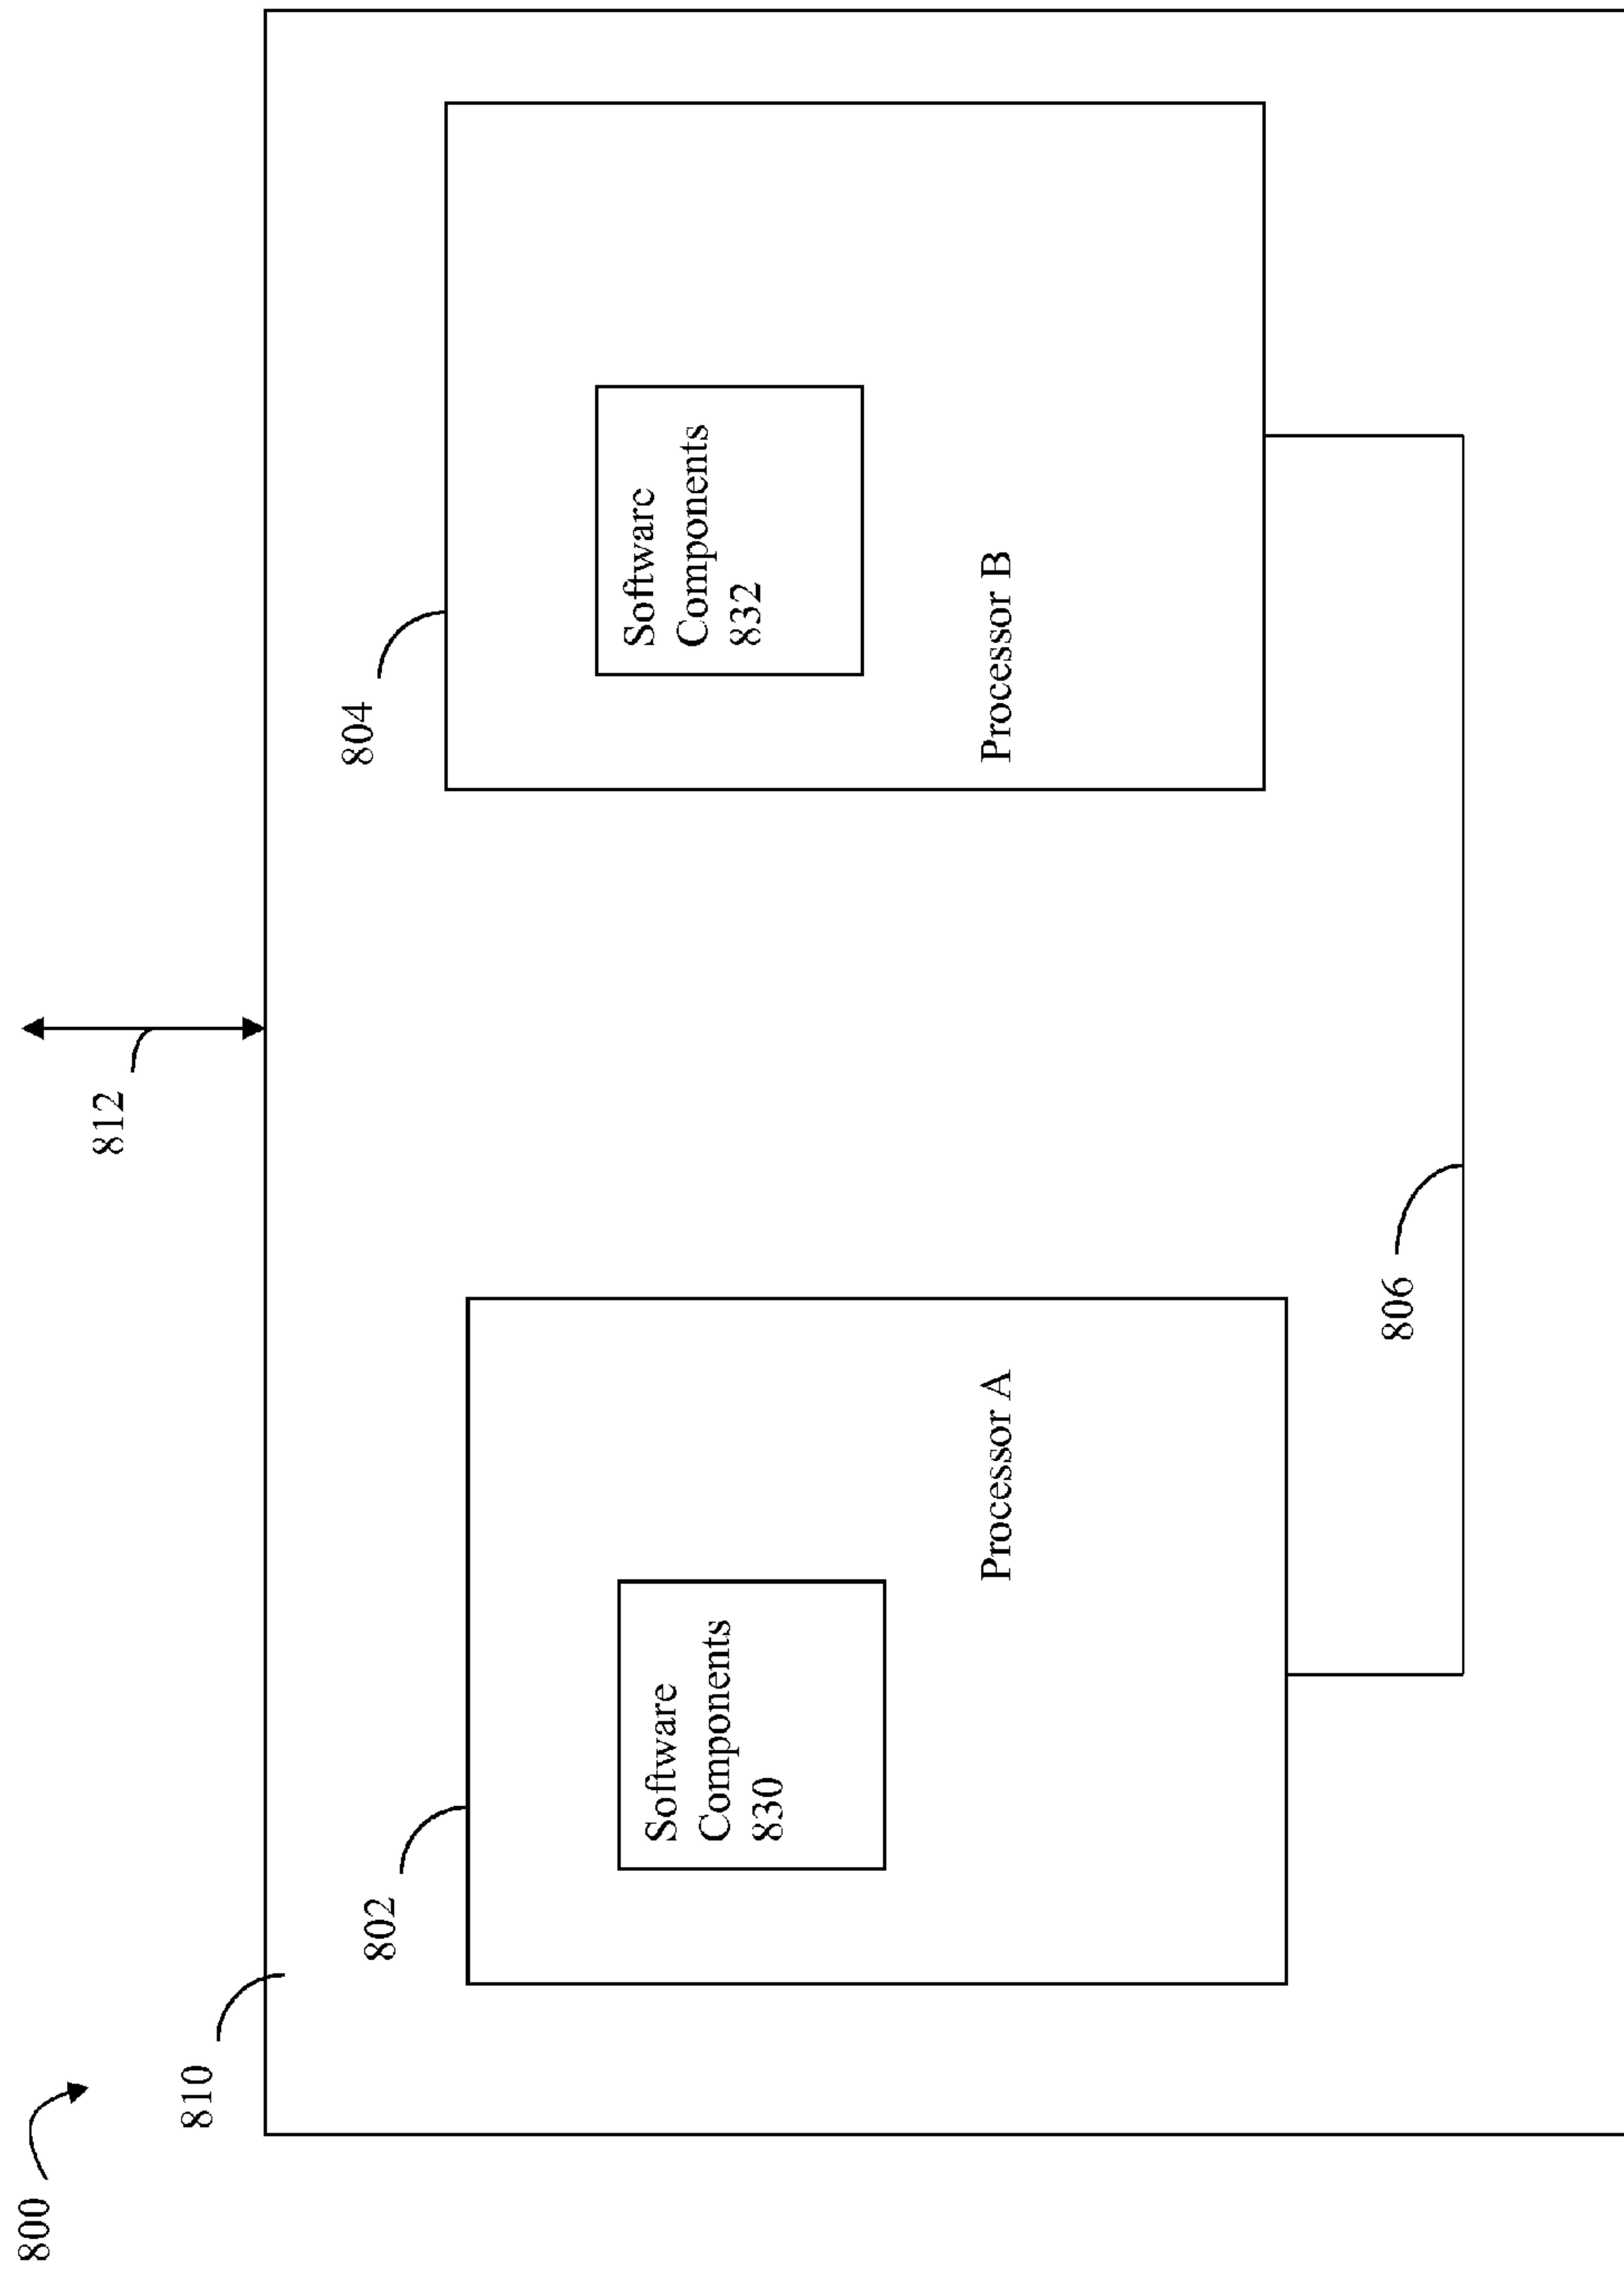 800
810
812
802
804
Software
Components
830
Software
Components
832
Processor A
Processor B
806